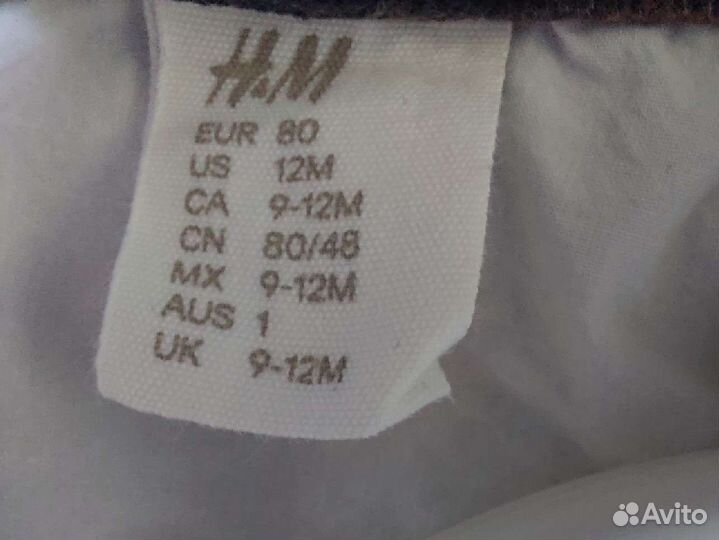 H&M
EUR 80
US 12M
CA 9-12M
CN 80/48
MX 9-12M
AUS 1
UK 9-12M
Avito